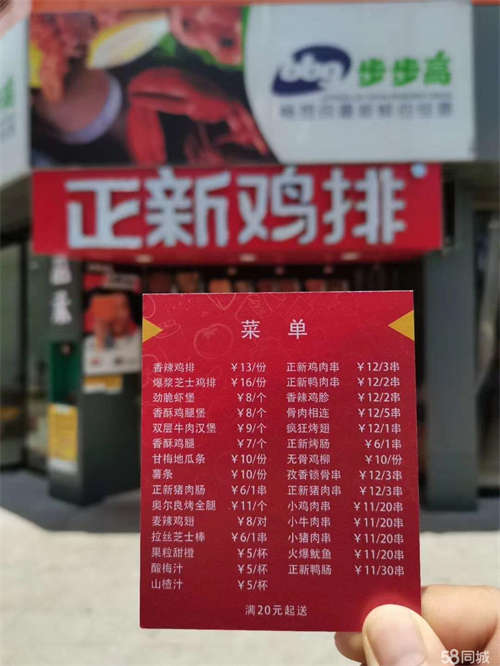 bbg 步步高
正新鸡排
菜单
香辣鸡排 ￥13/份 正新鸡肉串 ￥12/3串
爆浆芝士鸡排 ￥16/份 正新鸭肉串 ￥12/2串
劲脆虾堡 ￥8/个 香辣鸡胗 ￥12/2串
香酥鸡腿堡 ￥8/个 骨肉相连 ￥12/5串
双层牛肉汉堡 ￥9/个 疯狂烤翅 ￥12/1串
香酥鸡腿 ￥7/个 正新烤肠 ￥6/1串
甘梅地瓜条 ￥10/份 无骨鸡柳 ￥10/份
薯条 ￥10/份 孜香锁骨串 ￥12/3串
正新猪肉肠 ￥6/1串 正新猪肉串 ￥12/3串
奥尔良烤全腿 ￥11/个 小鸡肉串 ￥11/20串
麦辣鸡翅 ￥8/对 小牛肉串 ￥11/20串
拉丝芝士棒 ￥6/1串 小猪肉串 ￥11/20串
果粒甜橙 ￥5/杯 火爆鱿鱼 ￥11/20串
酸梅汁 ￥5/杯 正新鸭肠 ￥11/30串
山楂汁 ￥5/杯
满20元起送
58同城